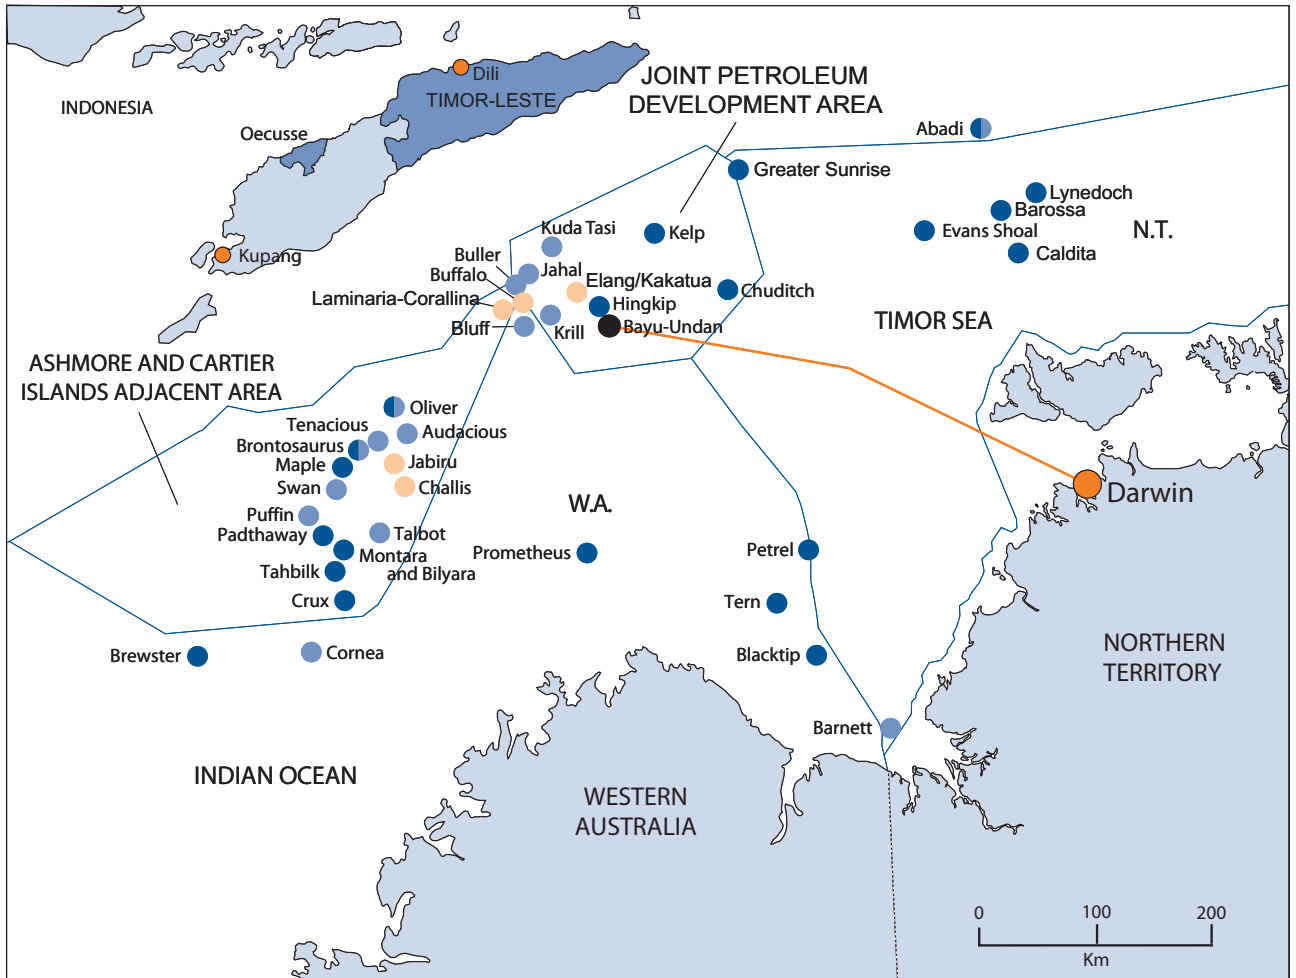 Dili
TIMOR-LESTE
JOINT PETROLEUM
DEVELOPMENT AREA
INDONESIA
Oecusse
Abadi
Greater Sunrise
Lynedoch
Barossa
Evans Shoal
N.T.
Caldita
Kuda Tasi
Kelp
Kupang
Buller
Jahal
Buffalo
Elang/Kakatua
Chuditch
Laminaria-Corallina
Hingkip
Bluff
Krill
Bayu-Undan
TIMOR SEA
ASHMORE AND CARTIER
ISLANDS ADJACENT AREA
Oliver
Tenacious
Audacious
Brontosaurus
Maple
Jabiru
Swan
Challis
W.A.
Darwin
Puffin
Padthaway
Talbot
Montara
and Bilyara
Prometheus
Petrel
Tahbilk
Crux
Tern
Brewster
Cornea
Blacktip
NORTHERN
TERRITORY
Barnett
INDIAN OCEAN
WESTERN
AUSTRALIA
0 100 200
Km